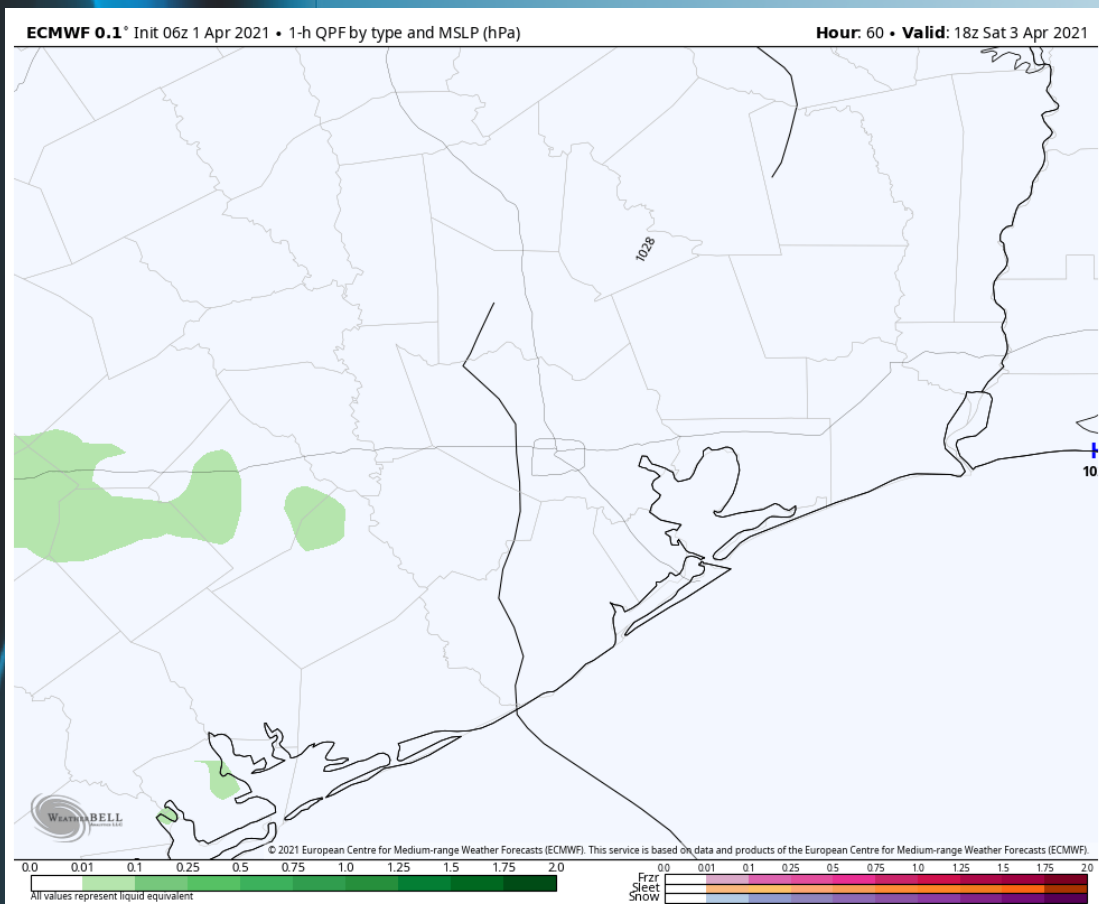 ECMWF 0.1° Init 06z 1 Apr 2021 • 1-h QPF by type and MSLP (hPa)
Hour: 60 • Valid: 18z Sat 3 Apr 2021
1028
H
10
WEATHERBELL
© 2021 European Centre for Medium-range Weather Forecasts (ECMWF). This service is based on data and products of the European Centre for Medium-range Weather Forecasts (ECMWF).
0.0 0.01 0.1 0.25 0.5 0.75 1.0 1.25 1.5 1.75 2.0
All values represent liquid equivalent
0.0 0.01 0.1 0.25 0.5 0.75 1.0 1.25 1.50 1.75 2.0
Frzr
Sleet
Snow